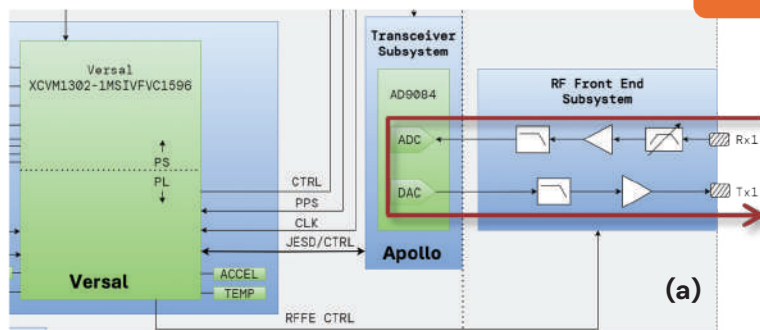 Versal
XCVM1302-1MSIVFVC1596
PS
PL
Versal
CTRL
PPS
CLK
JESD/CTRL
ACCEL
TEMP
RFFE CTRL
Transceiver
Subsystem
AD9084
ADC
DAC
Apollo
RF Front End
Subsystem
Rx1
Tx1
(a)